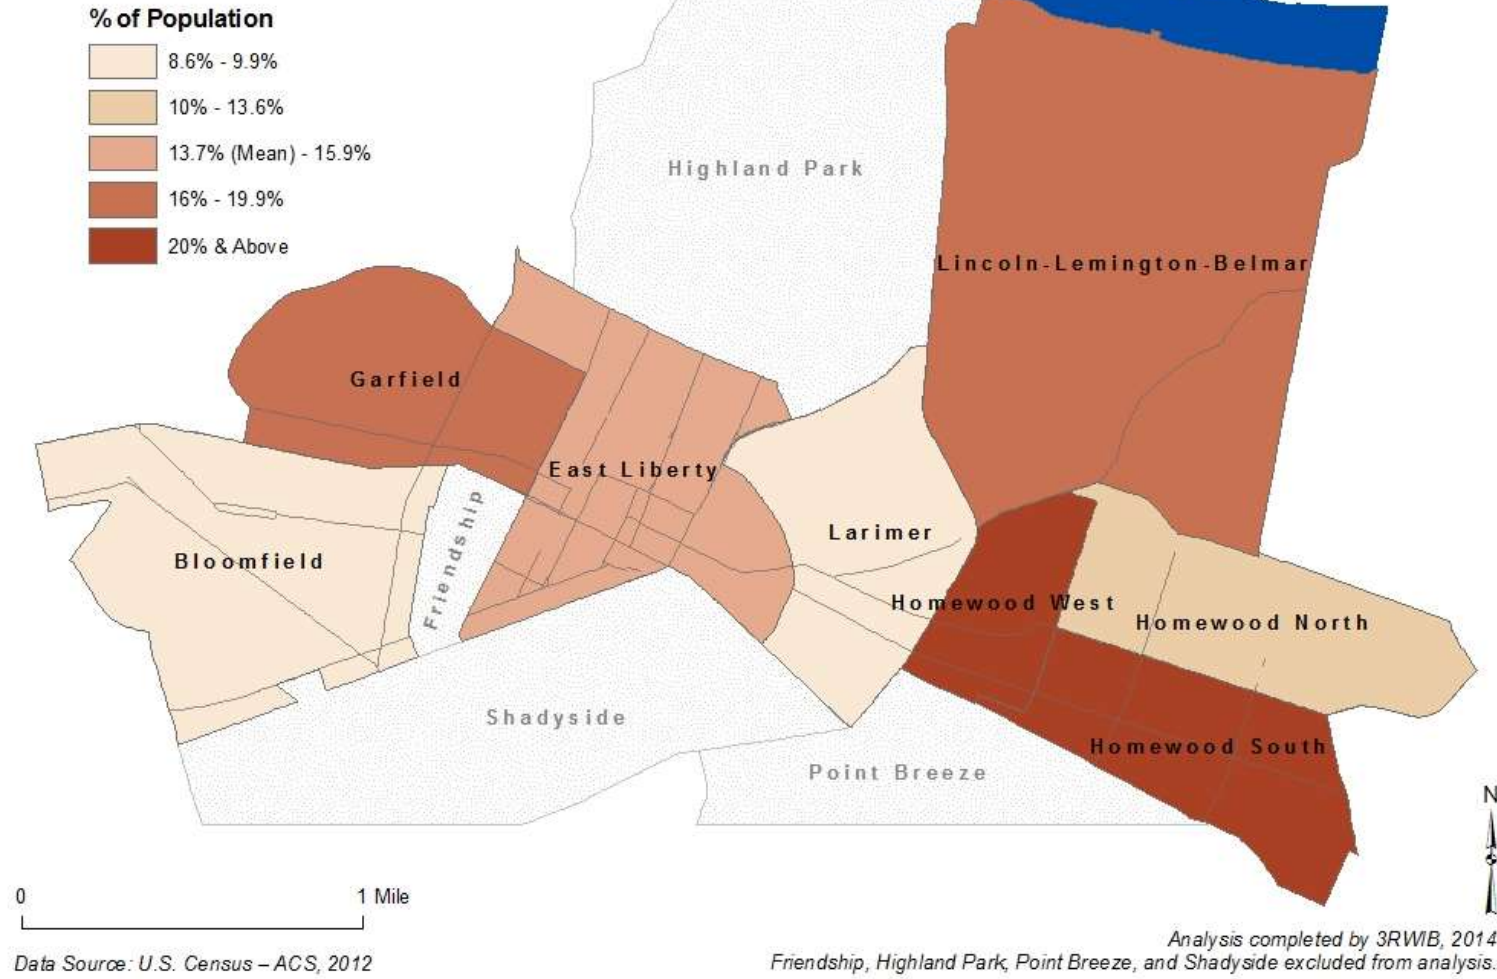 % of Population
8.6% - 9.9%
10% - 13.6%
13.7% (Mean) - 15.9%
16% - 19.9%
20% & Above
Highland Park
Lincoln-Lemington-Belmar
Garfield
East Liberty
Friendship
Larimer
Bloomfield
Homewood West
Homewood North
Shadyside
Homewood South
Point Breeze
N
0 1 Mile
Analysis completed by 3RWIB, 2014
Data Source: U.S. Census – ACS, 2012
Friendship, Highland Park, Point Breeze, and Shadyside excluded from analysis.